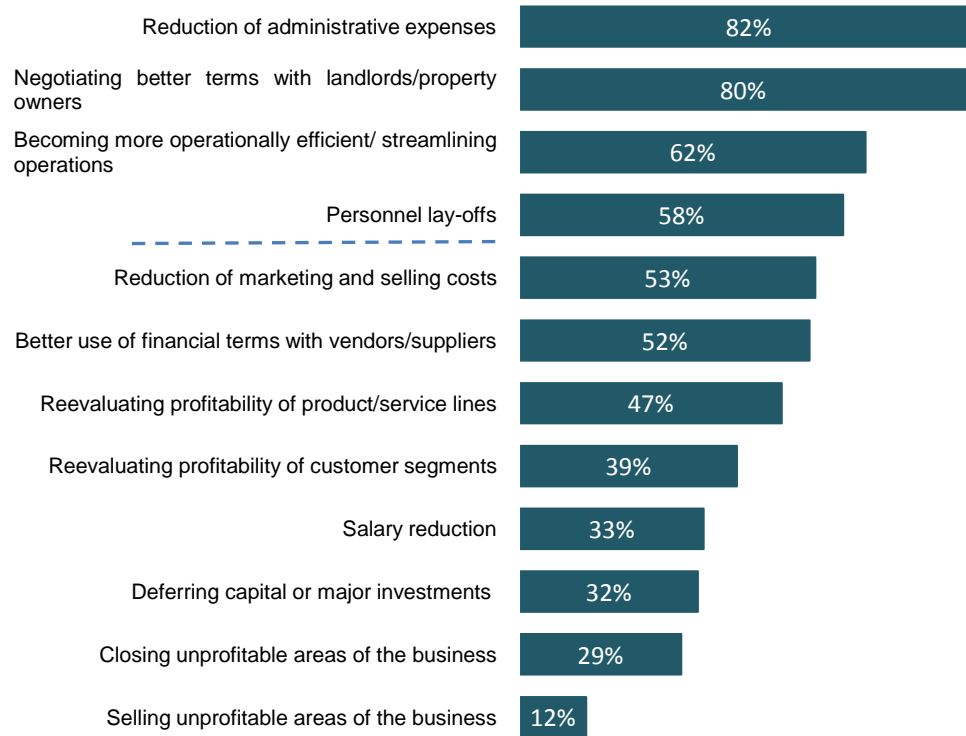 Reduction of administrative expenses 82%
Negotiating better terms with landlords/property
owners 80%
Becoming more operationally efficient/ streamlining
operations 62%
Personnel lay-offs 58%
Reduction of marketing and selling costs 53%
Better use of financial terms with vendors/suppliers 52%
Reevaluating profitability of product/service lines 47%
Reevaluating profitability of customer segments 39%
Salary reduction 33%
Deferring capital or major investments 32%
Closing unprofitable areas of the business 29%
Selling unprofitable areas of the business 12%